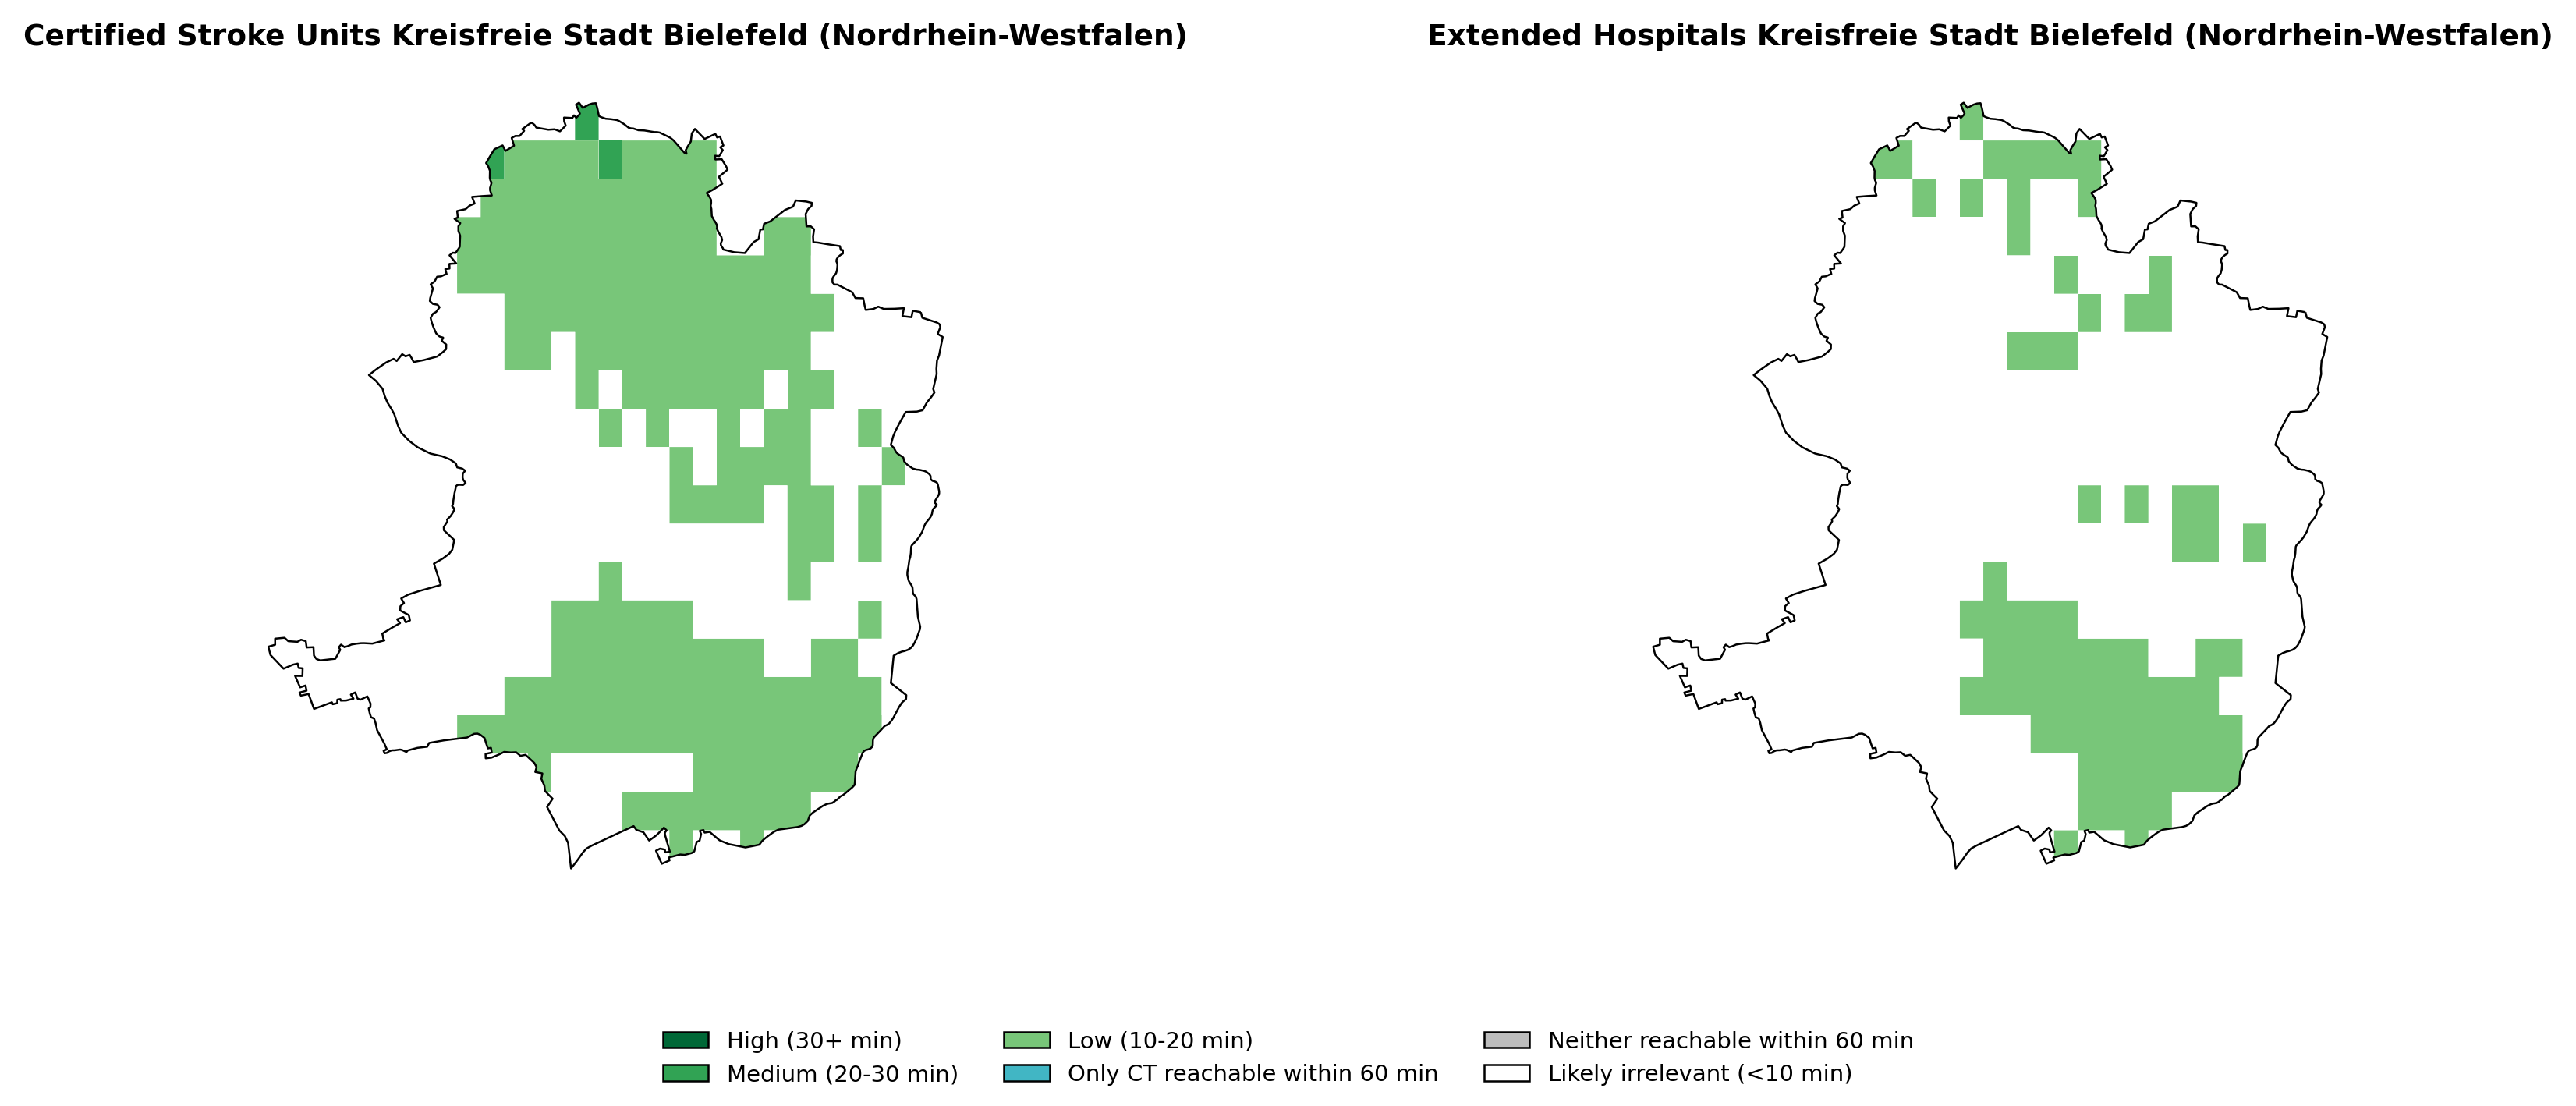 Certified Stroke Units Kreisfreie Stadt Bielefeld (Nordrhein-Westfalen)
Extended Hospitals Kreisfreie Stadt Bielefeld (Nordrhein-Westfalen)
High (30+ min)
Medium (20-30 min)
Low (10-20 min)
Only CT reachable within 60 min
Neither reachable within 60 min
Likely irrelevant (<10 min)